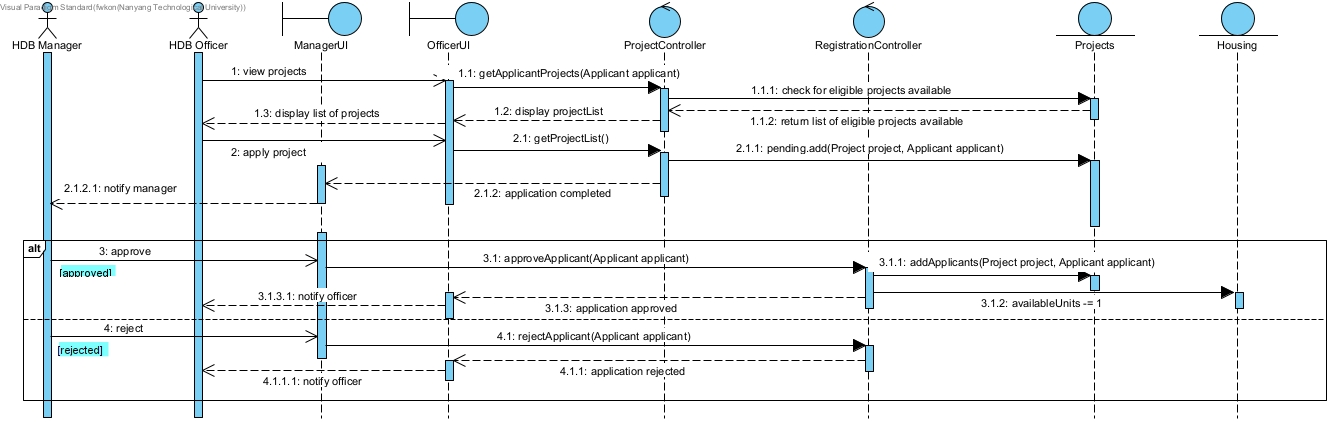 Visual Paradigm Standard(fwkon(Nanyang Technological University))
HDB Manager
HDB Officer
ManagerUI
OfficerUI
ProjectController
RegistrationController
Projects
Housing
1: view projects
1.1: getApplicantProjects(Applicant applicant)
1.1.1: check for eligible projects available
1.3: display list of projects
1.2: display projectList
1.1.2: return list of eligible projects available
2: apply project
2.1: getProjectList()
2.1.1: pending.add(Project project, Applicant applicant)
2.1.2.1: notify manager
2.1.2: application completed
alt
3: approve
[approved]
3.1: approveApplicant(Applicant applicant)
3.1.1: addApplicants(Project project, Applicant applicant)
3.1.3.1: notify officer
3.1.3: application approved
3.1.2: availableUnits -= 1
4: reject
[rejected]
4.1: rejectApplicant(Applicant applicant)
4.1.1.1: notify officer
4.1.1: application rejected